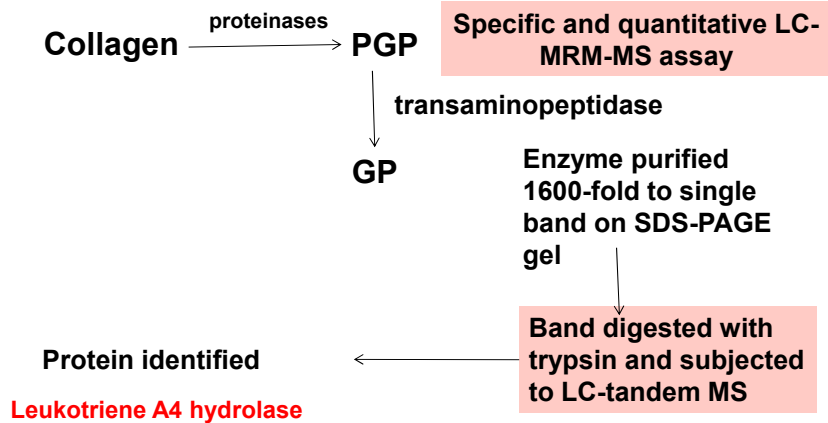 Collagen
proteinases
PGP
Specific and quantitative LC-
MRM-MS assay
transaminopeptidase
GP
Enzyme purified
1600-fold to single
band on SDS-PAGE
gel
Band digested with
trypsin and subjected
to LC-tandem MS
Protein identified
Leukotriene A4 hydrolase